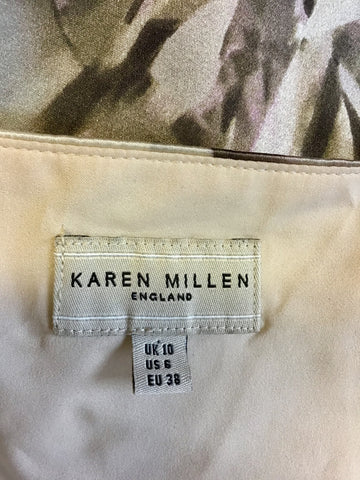 KAREN MILLEN
ENGLAND
UK 10
US 6
EU 38